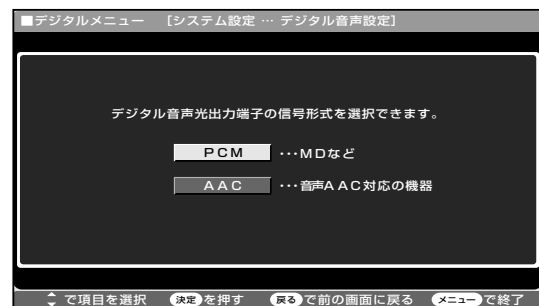 ■デジタルメニュー [システム設定 … デジタル音声設定]
デジタル音声光出力端子の信号形式を選択できます。
PCM …MDなど
AAC …音声AAC対応の機器
で項目を選択 決定を押す 戻るで前の画面に戻る メニューで終了